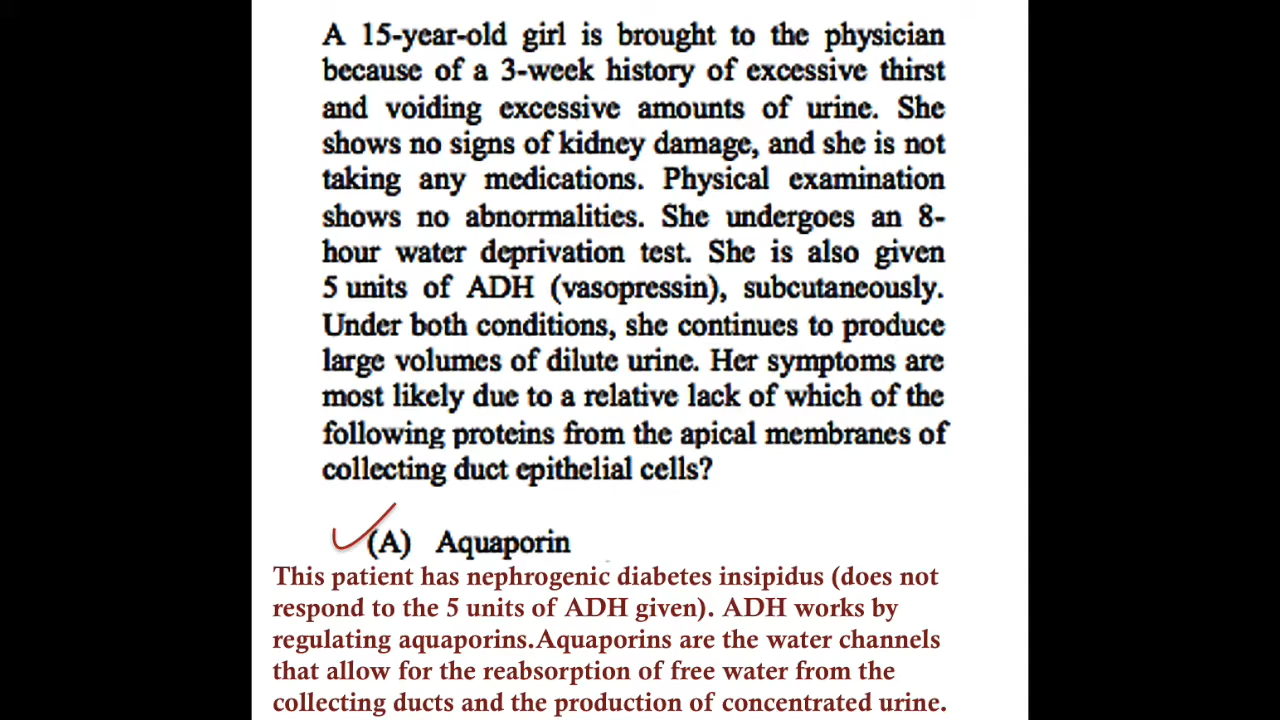 A 15-year-old girl is brought to the physician
because of a 3-week history of excessive thirst
and voiding excessive amounts of urine. She
shows no signs of kidney damage, and she is not
taking any medications. Physical examination
shows no abnormalities. She undergoes an 8-
hour water deprivation test. She is also given
5 units of ADH (vasopressin), subcutaneously.
Under both conditions, she continues to produce
large volumes of dilute urine. Her symptoms are
most likely due to a relative lack of which of the
following proteins from the apical membranes of
collecting duct epithelial cells?
(A) Aquaporin
This patient has nephrogenic diabetes insipidus (does not
respond to the 5 units of ADH given). ADH works by
regulating aquaporins.Aquaporins are the water channels
that allow for the reabsorption of free water from the
collecting ducts and the production of concentrated urine.